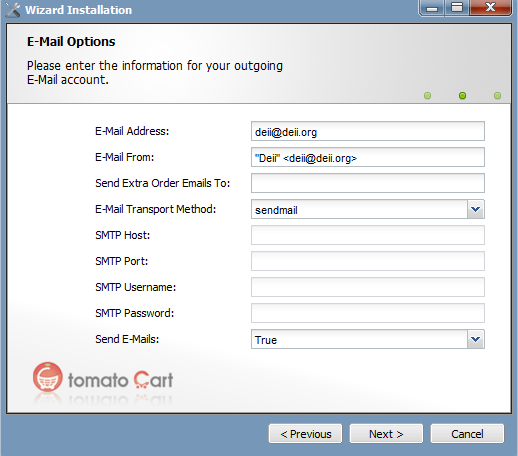 Wizard Installation
E-Mail Options
Please enter the information for your outgoing
E-Mail account.
E-Mail Address: deii@deii.org
E-Mail From: "Deii" <deii@deii.org>
Send Extra Order Emails To:
E-Mail Transport Method: sendmail
SMTP Host:
SMTP Port:
SMTP Username:
SMTP Password:
Send E-Mails: True
tomato Cart
< Previous Next > Cancel